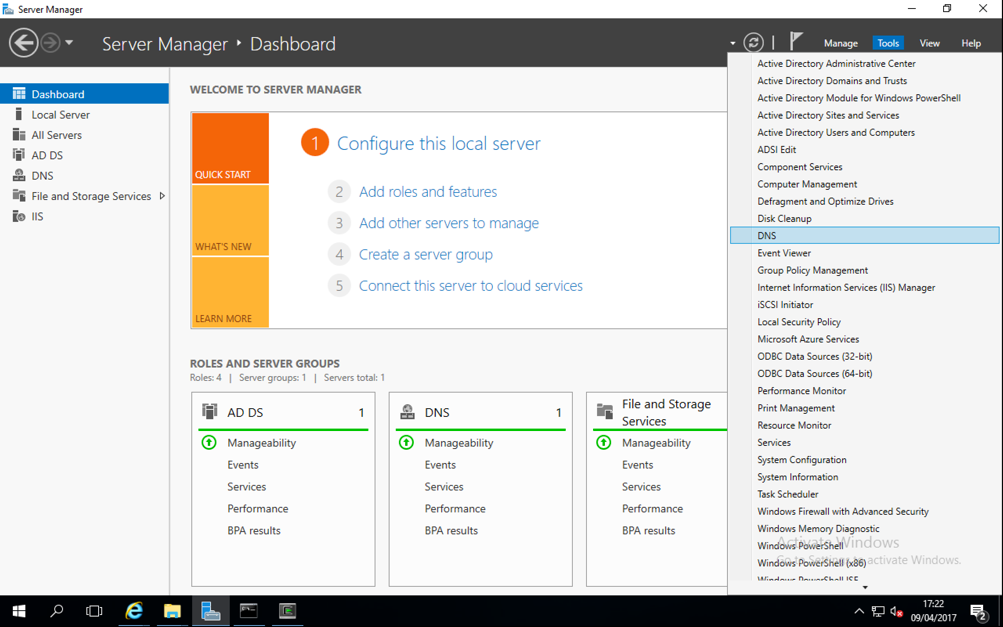 Server Manager
Server Manager • Dashboard
Manage Tools View Help
Dashboard
Local Server
All Servers
AD DS
DNS
File and Storage Services
IIS
WELCOME TO SERVER MANAGER
QUICK START
WHAT'S NEW
LEARN MORE
1 Configure this local server
2 Add roles and features
3 Add other servers to manage
4 Create a server group
5 Connect this server to cloud services
ROLES AND SERVER GROUPS
Roles: 4 | Server groups: 1 | Servers total: 1
AD DS 1
Manageability
Events
Services
Performance
BPA results
DNS 1
Manageability
Events
Services
Performance
BPA results
File and Storage
Services
Manageability
Events
Services
Performance
BPA results
Active Directory Administrative Center
Active Directory Domains and Trusts
Active Directory Module for Windows PowerShell
Active Directory Sites and Services
Active Directory Users and Computers
ADSI Edit
Component Services
Computer Management
Defragment and Optimize Drives
Disk Cleanup
DNS
Event Viewer
Group Policy Management
Internet Information Services (IIS) Manager
iSCSI Initiator
Local Security Policy
Microsoft Azure Services
ODBC Data Sources (32-bit)
ODBC Data Sources (64-bit)
Performance Monitor
Print Management
Resource Monitor
Services
System Configuration
System Information
Task Scheduler
Windows Firewall with Advanced Security
Windows Memory Diagnostic
Windows PowerShell
Windows PowerShell (x86)
Windows PowerShell ISE
Activate Windows
Go to Settings to activate Windows.
17:22
09/04/2017
2